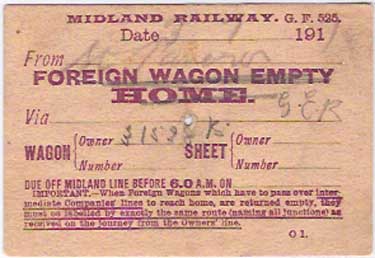 MIDLAND RAILWAY. G. F. 525.
Date 191
From
FOREIGN WAGON EMPTY
HOME.
Via G.E.R
WAGON { Owner SHEET { Owner
Number Number
DUE OFF MIDLAND LINE BEFORE 6.0 A.M. ON
IMPORTANT.—When Foreign Wagons which have to pass over inter-
mediate Companies' lines to reach home, are returned empty, they
must be labelled by exactly the same route (naming all junctions) as
received on the journey from the Owners' line.
O 1.